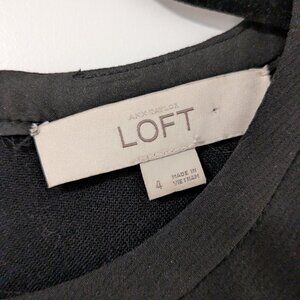 ANN TAYLOR
LOFT
4
MADE IN
VIETNAM